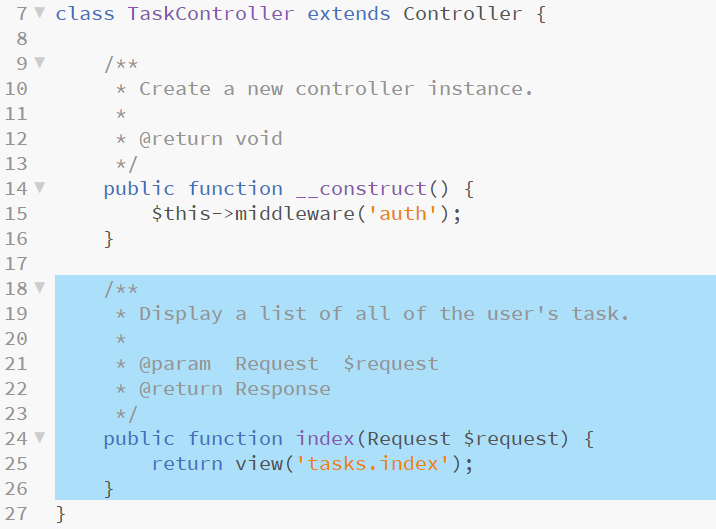 7 class TaskController extends Controller {
8
9     /**
10      * Create a new controller instance.
11      *
12      * @return void
13      */
14     public function __construct() {
15         $this->middleware('auth');
16     }
17
18     /**
19      * Display a list of all of the user's task.
20      *
21      * @param  Request  $request
22      * @return Response
23      */
24     public function index(Request $request) {
25         return view('tasks.index');
26     }
27 }